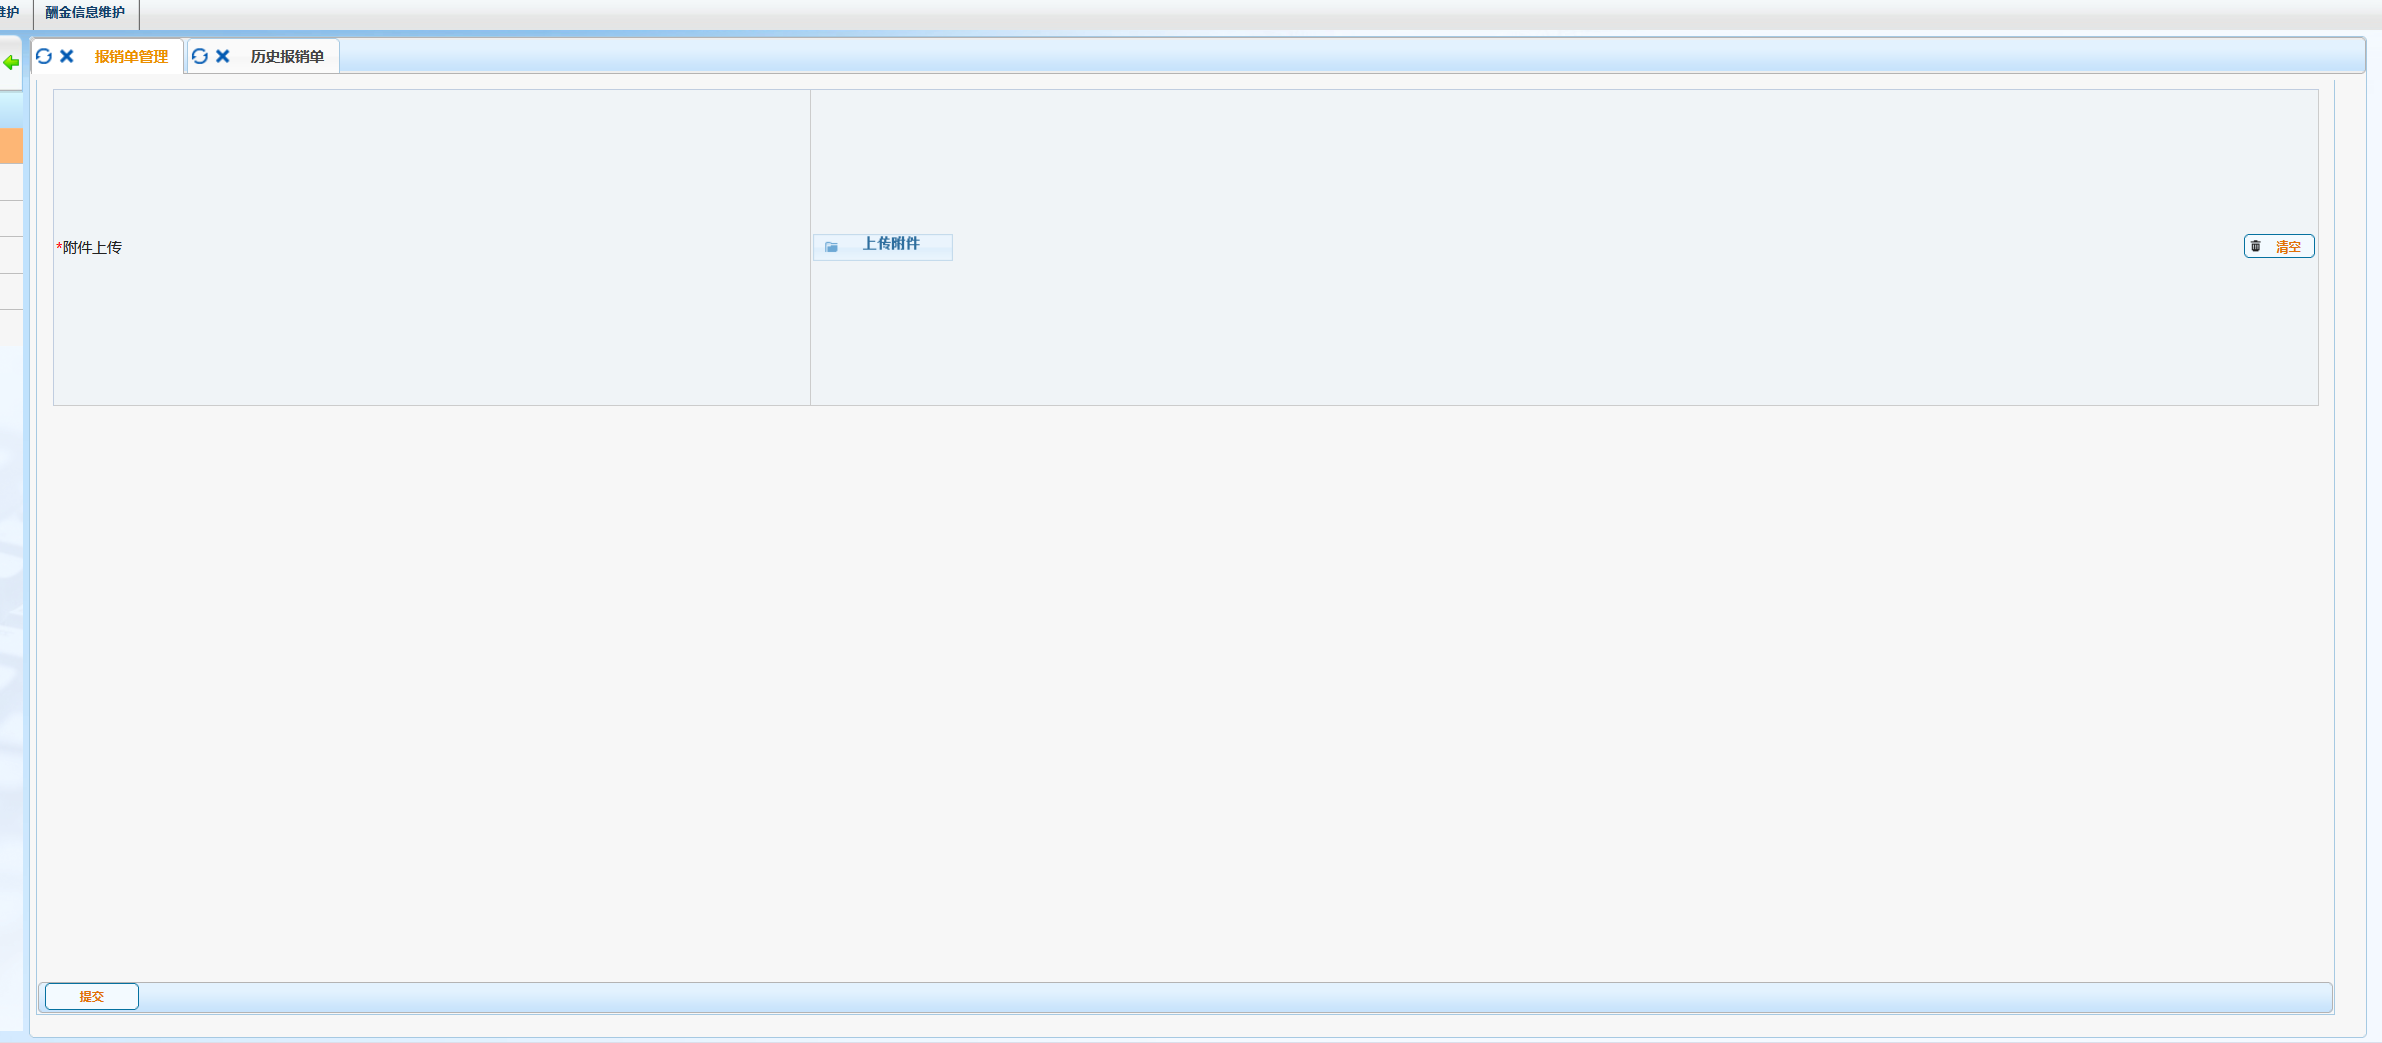 维护
酬金信息维护
报销单管理
历史报销单
*附件上传
上传附件
清空
提交